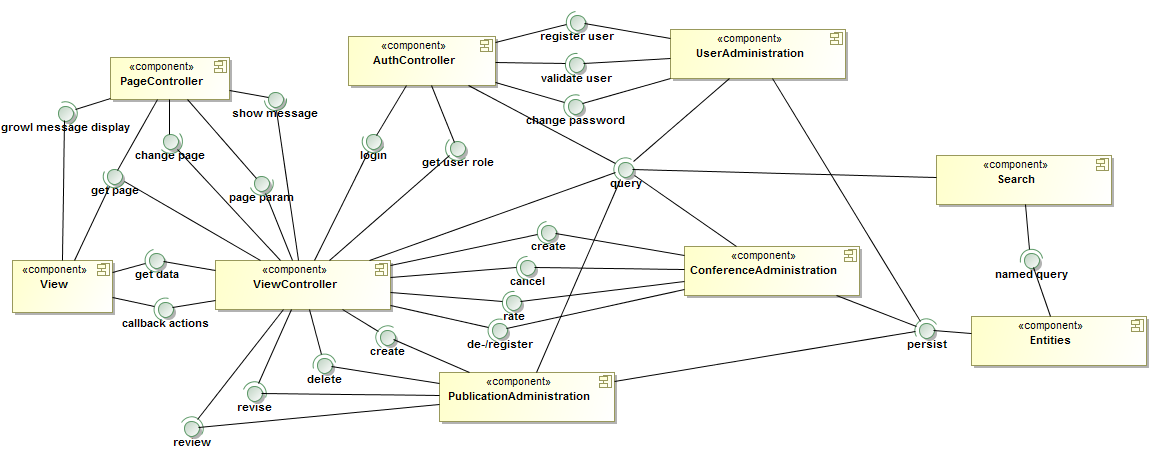 register user
«component»
AuthController
«component»
UserAdministration
validate user
«component»
PageController
show message
growl message display
change password
change page
login
get user role
«component»
Search
get page
page param
query
create
«component»
ConferenceAdministration
«component»
View
get data
«component»
ViewController
cancel
named query
callback actions
rate
de-/register
«component»
Entities
persist
create
delete
«component»
PublicationAdministration
revise
review